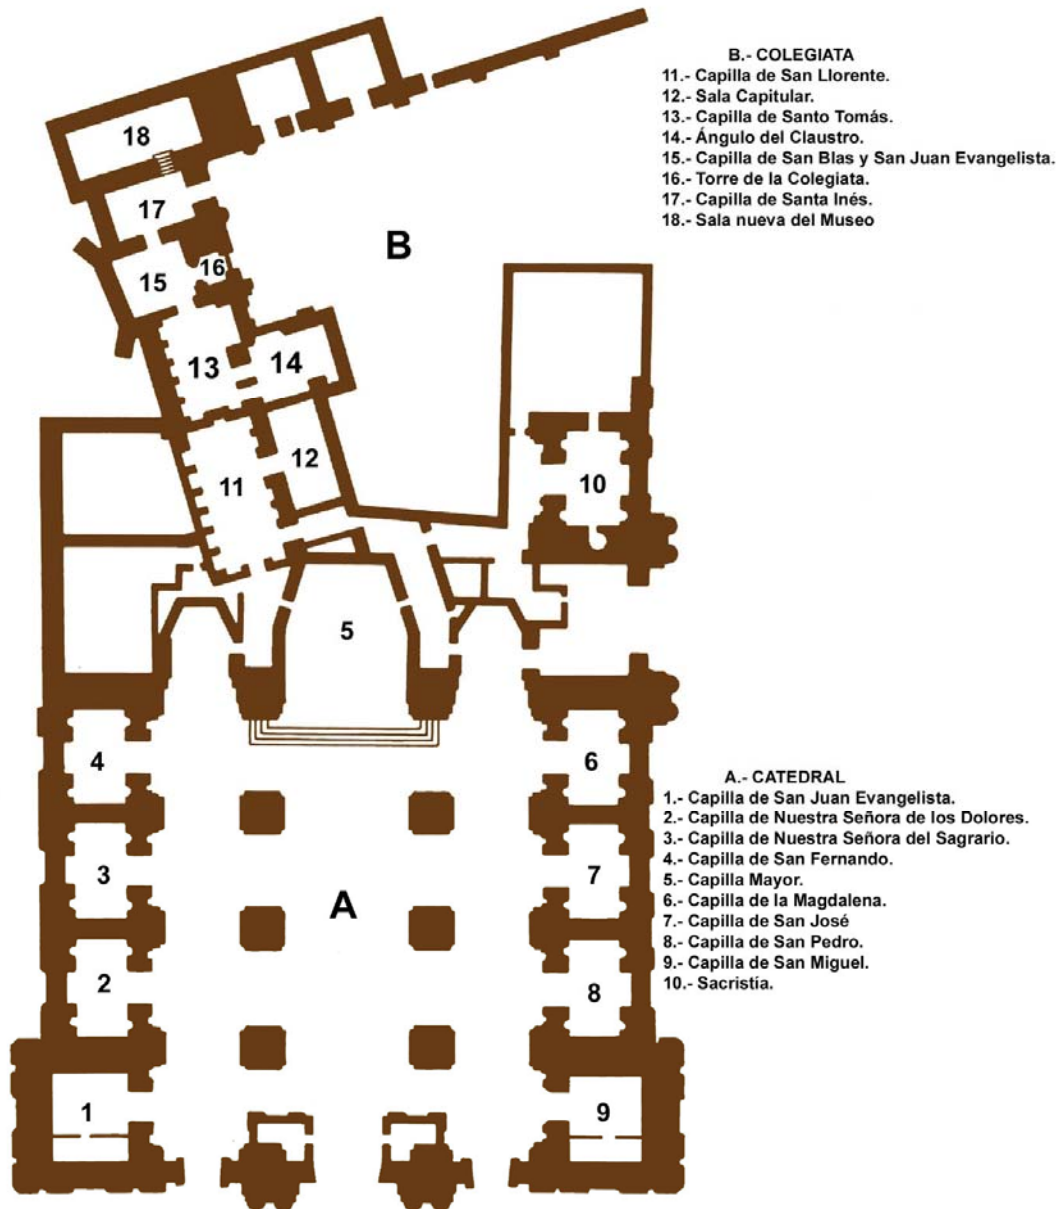 B.- COLEGIATA
11.- Capilla de San Llorente.
12.- Sala Capitular.
13.- Capilla de Santo Tomás.
14.- Ángulo del Claustro.
15.- Capilla de San Blas y San Juan Evangelista.
16.- Torre de la Colegiata.
17.- Capilla de Santa Inés.
18.- Sala nueva del Museo
18
17
B
16
15
13
14
12
11
10
5
4
6
A.- CATEDRAL
1.- Capilla de San Juan Evangelista.
2.- Capilla de Nuestra Señora de los Dolores.
3.- Capilla de Nuestra Señora del Sagrario.
4.- Capilla de San Fernando.
5.- Capilla Mayor.
6.- Capilla de la Magdalena.
7.- Capilla de San José
8.- Capilla de San Pedro.
9.- Capilla de San Miguel.
10.- Sacristía.
3
7
A
2
8
1
9